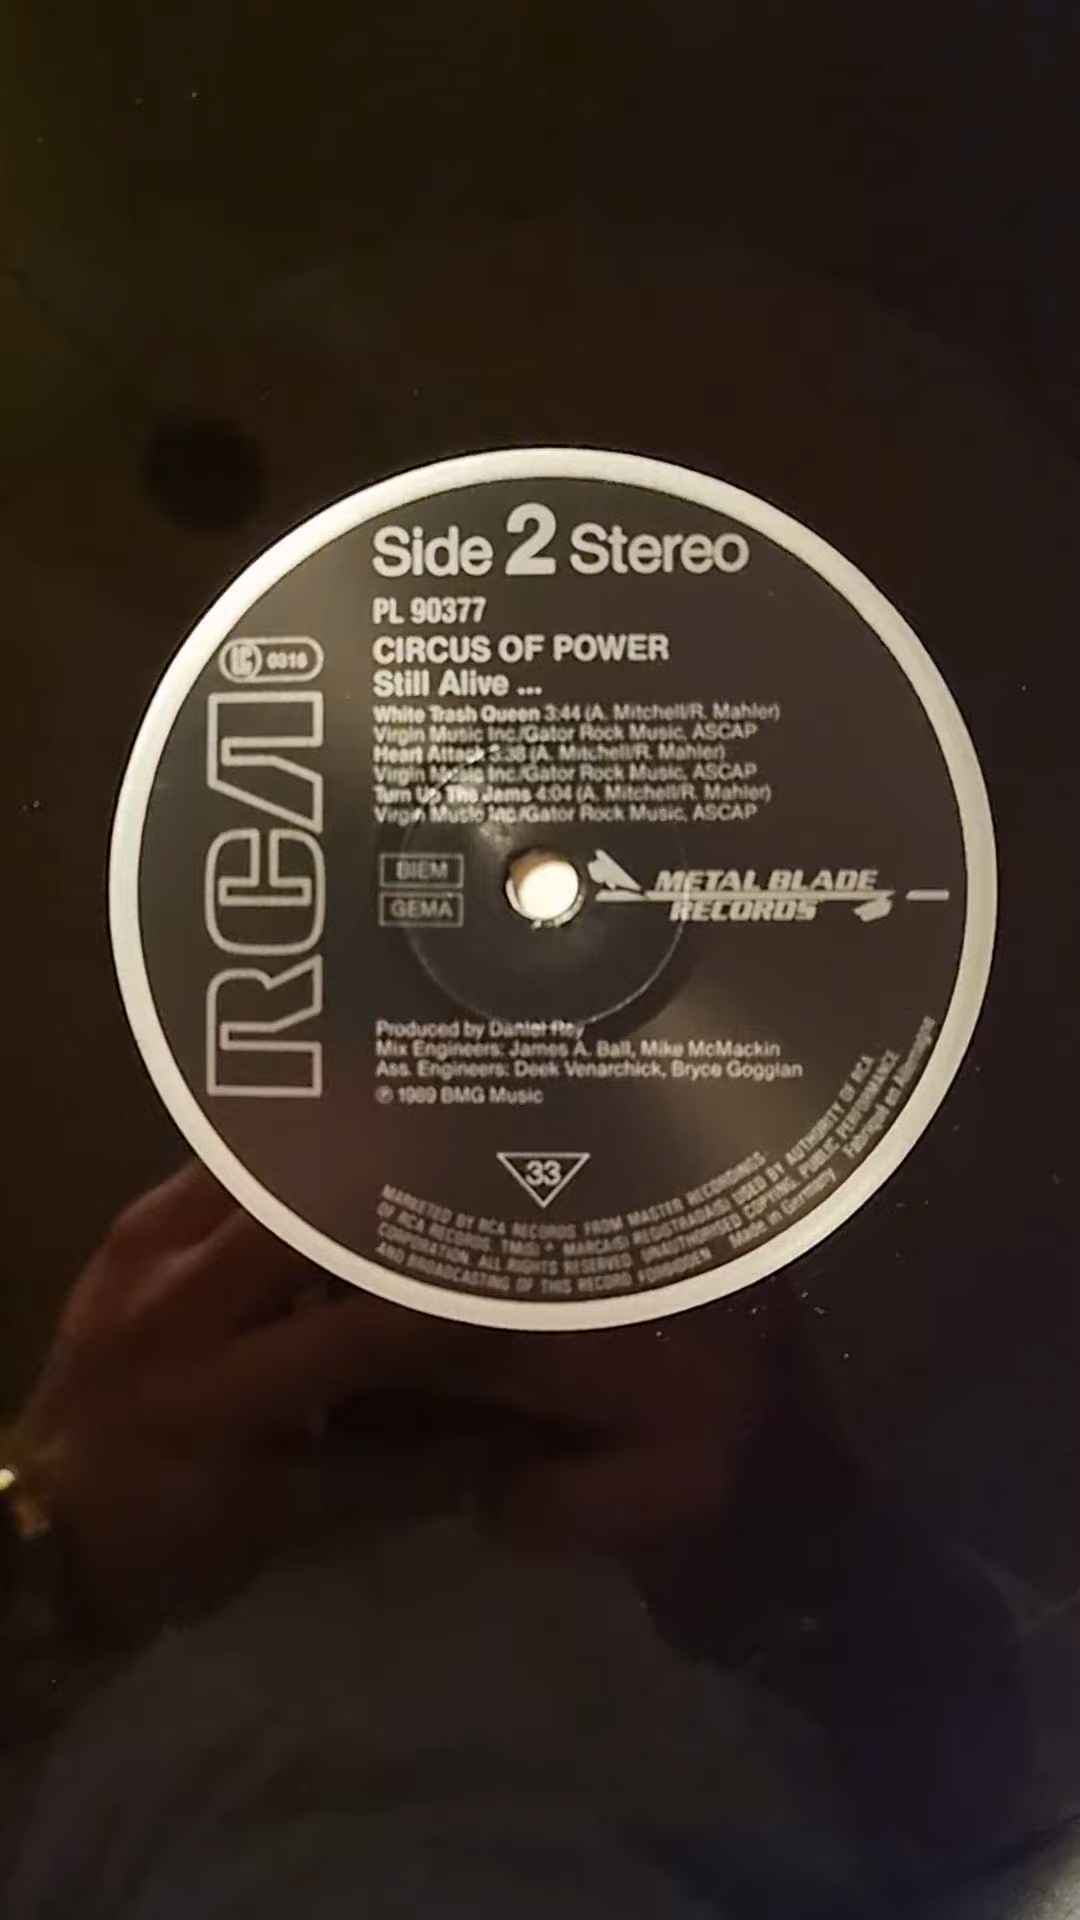 Side 2 Stereo
PL 90377
CIRCUS OF POWER
Still Alive ...
White Trash Queen 3:44 (A. Mitchell/R. Mahler)
Virgin Music Inc./Gator Rock Music, ASCAP
Heart Attack 3:38 (A. Mitchell/R. Mahler)
Virgin Music Inc/Gator Rock Music, ASCAP
Turn Up The Jams 4:04 (A. Mitchell/R. Mahler)
Virgin Music Inc/Gator Rock Music, ASCAP
LC 0316
RCA
BIEM
GEMA
METAL BLADE
RECORDS
Produced by Daniel Rey
Mix Engineers: James A. Ball, Mike McMackin
Ass. Engineers: Deek Venarchick, Bryce Goggian
℗ 1989 BMG Music
33
MARKETED BY RCA RECORDS. FROM MASTER RECORDINGS
OF RCA RECORDS. TM(S) ® MARCA(S) REGISTRADA(S) USED BY AUTHORITY OF RCA
CORPORATION. ALL RIGHTS RESERVED. UNAUTHORISED COPYING, PUBLIC PERFORMANCE
AND BROADCASTING OF THIS RECORD FORBIDDEN
Made in Germany
Fabriqué en Allemagne